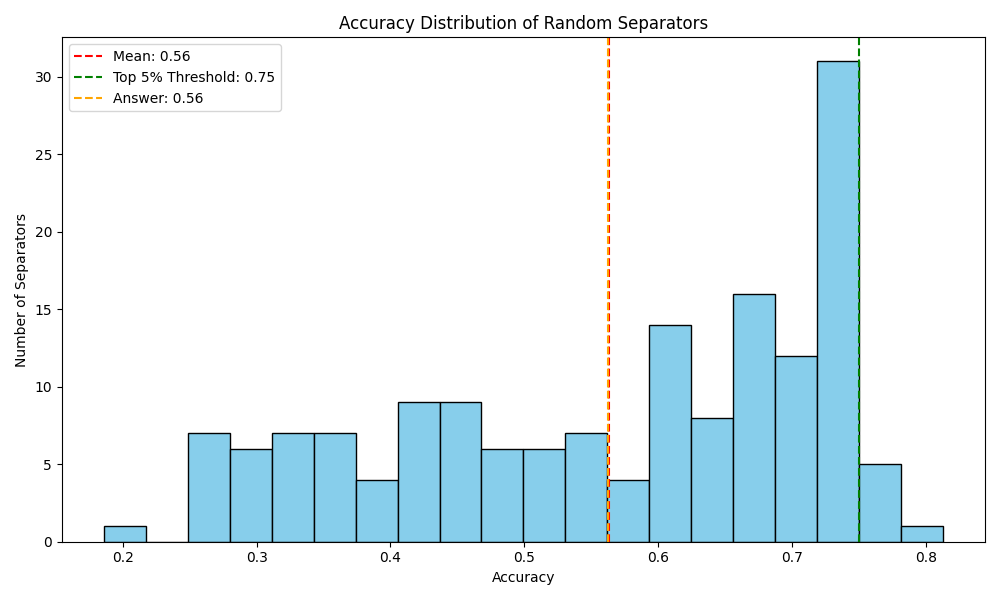 Accuracy Distribution of Random Separators
Mean: 0.56
Top 5% Threshold: 0.75
Answer: 0.56
Number of Separators
30
25
20
15
10
5
0
0.2 0.3 0.4 0.5 0.6 0.7 0.8
Accuracy